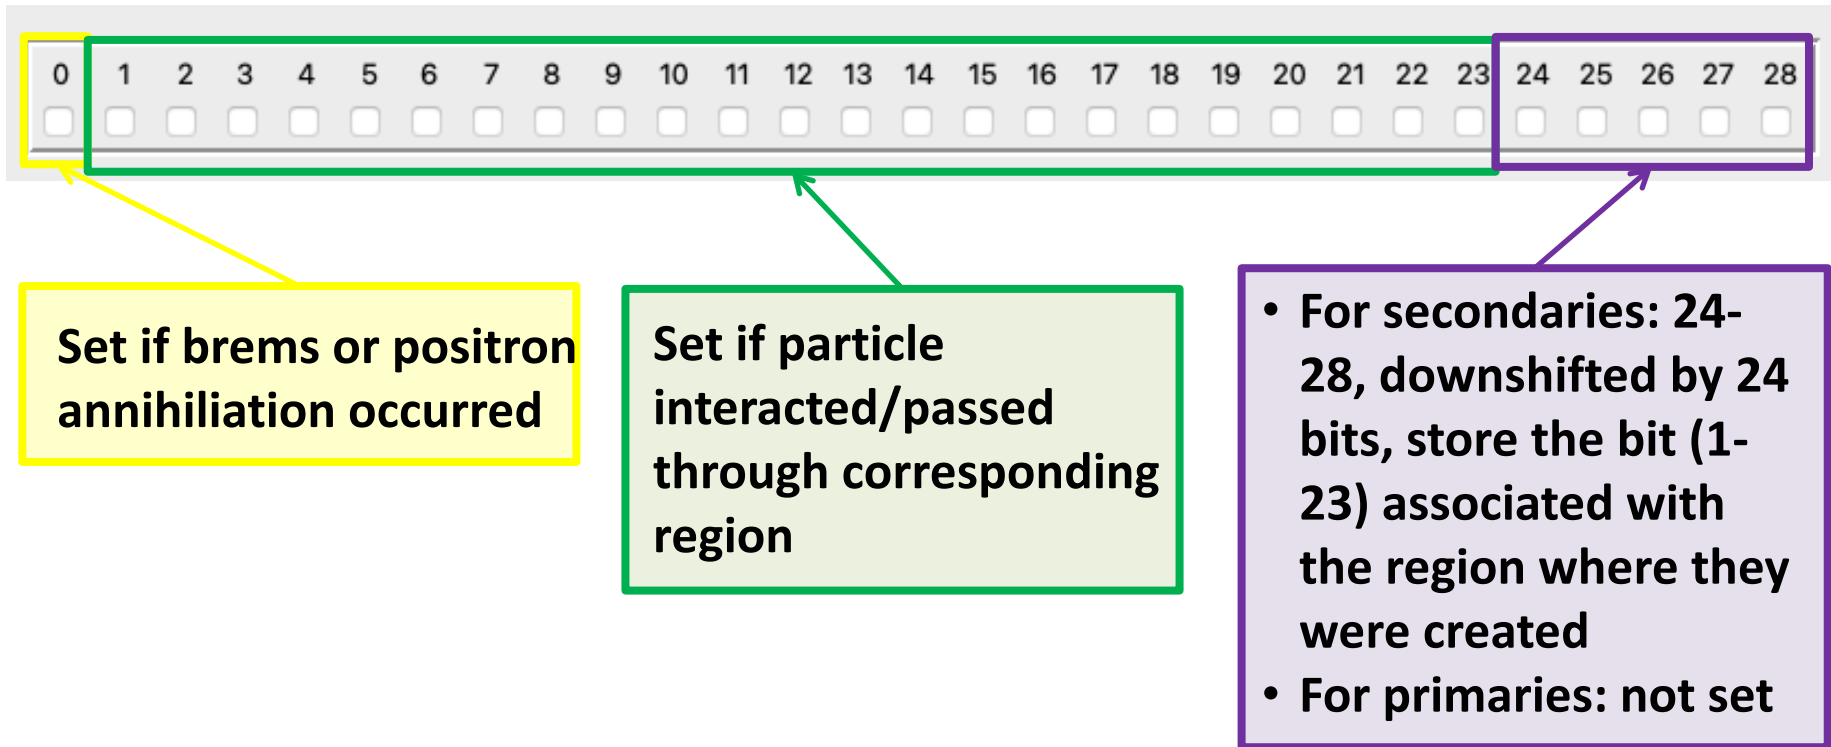 0 1 2 3 4 5 6 7 8 9 10 11 12 13 14 15 16 17 18 19 20 21 22 23 24 25 26 27 28
Set if brems or positron
annihiliation occurred
Set if particle
interacted/passed
through corresponding
region
• For secondaries: 24-
28, downshifted by 24
bits, store the bit (1-
23) associated with
the region where they
were created
• For primaries: not set